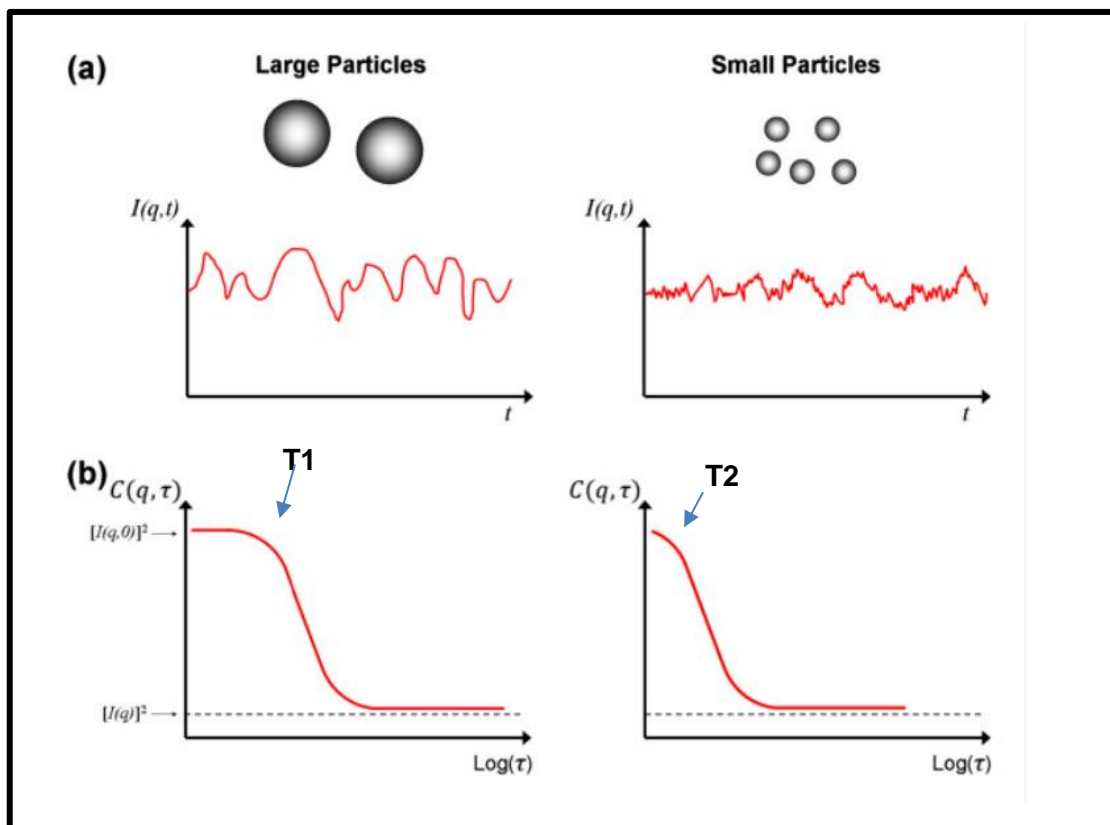 (a)
Large Particles
Small Particles
I(q,t)
I(q,t)
t
t
(b)
T1
T2
C(q, τ)
C(q, τ)
[I(q,0)]²
[I(q)]²
Log(τ)
Log(τ)